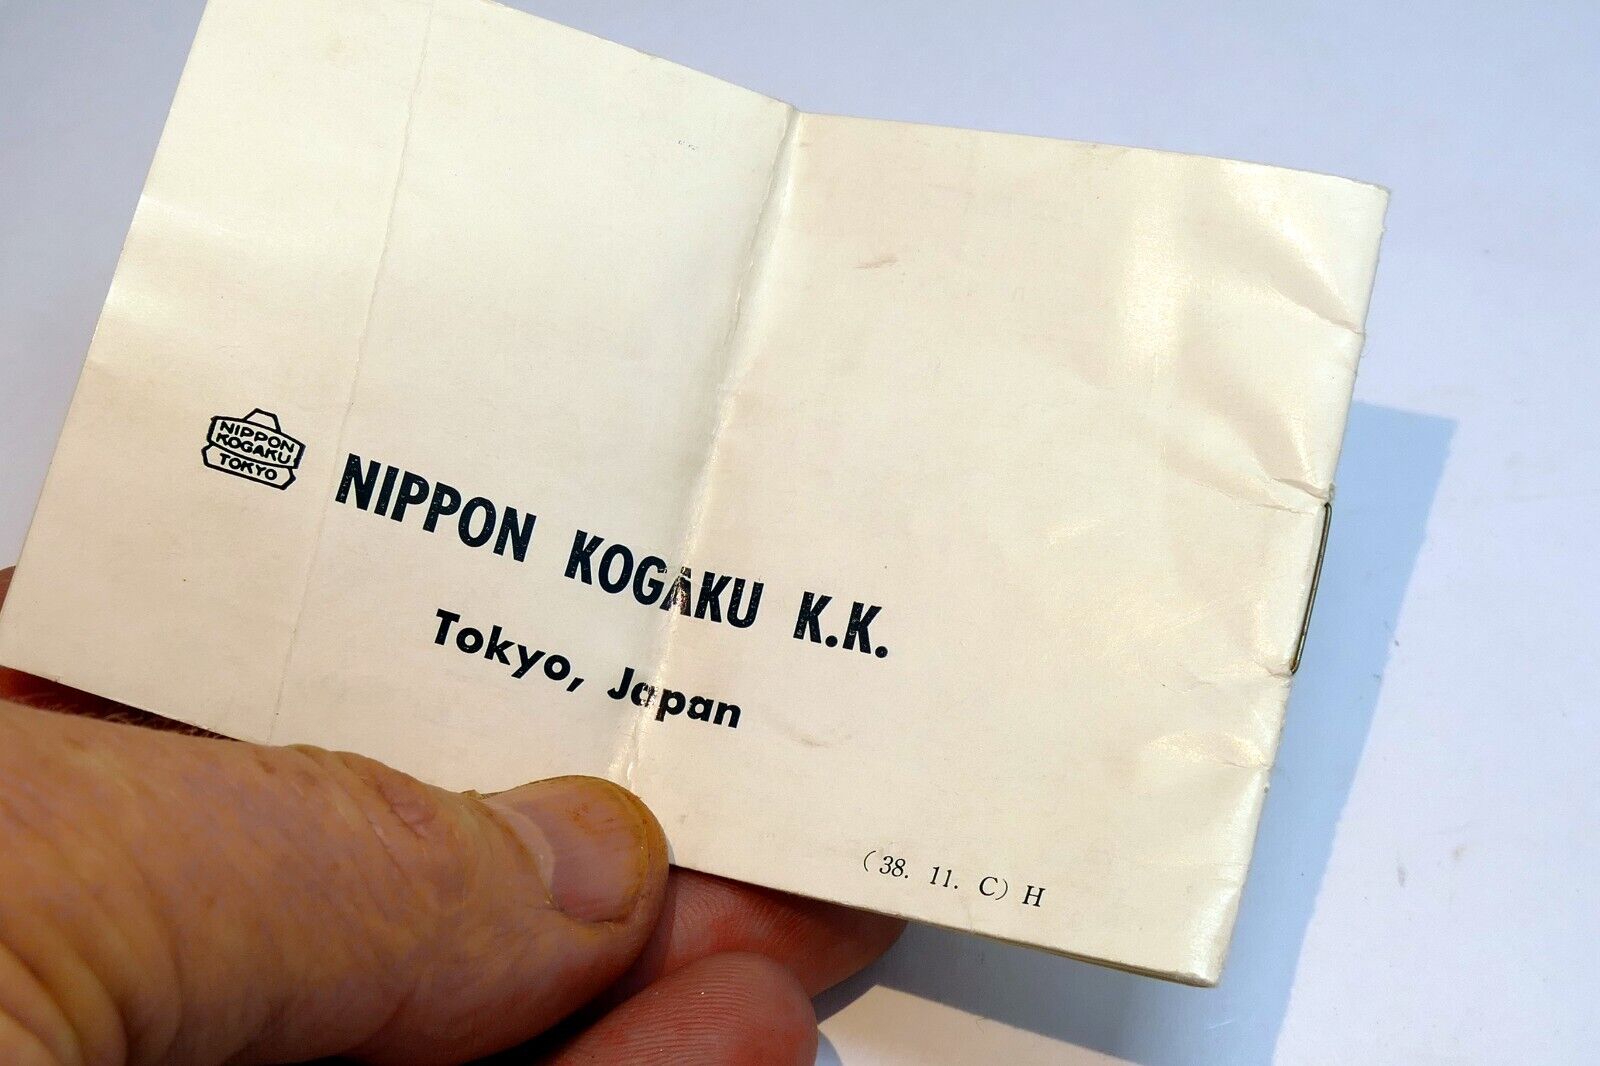 NIPPON
KOGAKU
TOKYO
NIPPON KOGAKU K.K.
Tokyo, Japan
(38. 11. C) H